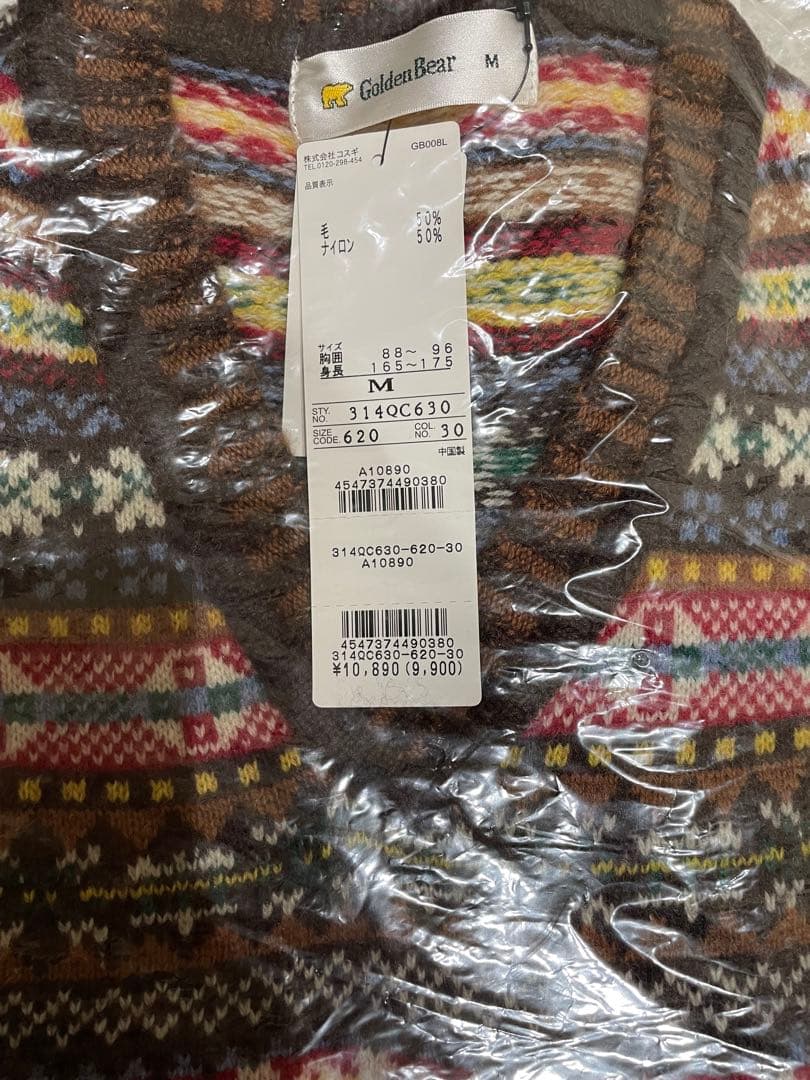 GoldenBear M
株式会社コスギ GB008L
TEL.0120-298-454
品質表示
毛 50%
ナイロン 50%
サイズ
胸囲 88～ 96
身長 165～175
M
STY. NO. 314QC630
SIZE CODE. 620 COL. NO. 30
中国製
A10890
4547374490380
314QC630-620-30
A10890
4547374490380
314QC630-620-30
¥10,890(9,900)